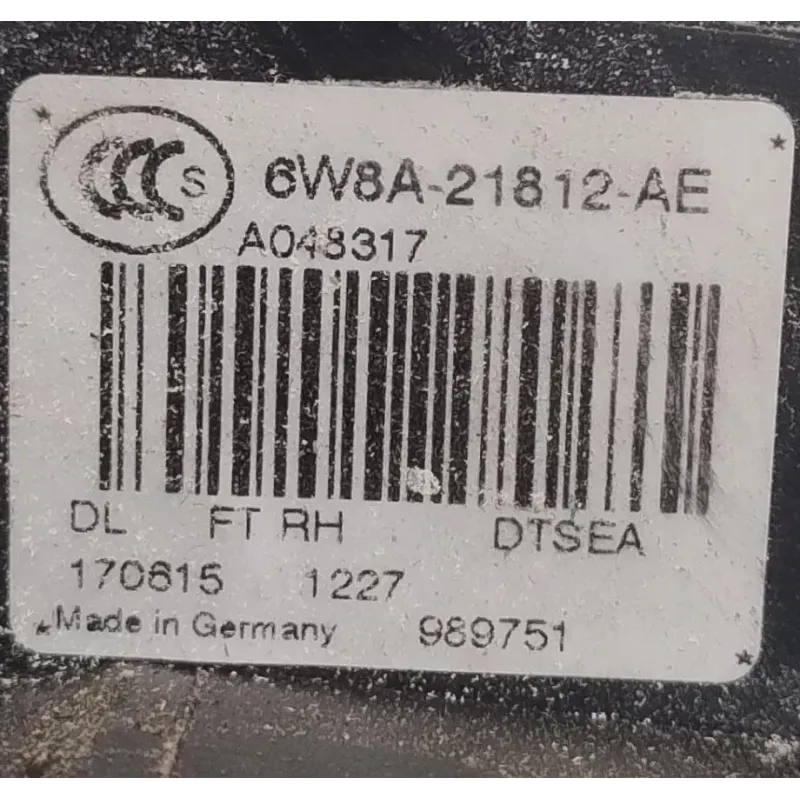 CCC S 6W8A-21812-AE
A048317
DL FT RH DTSEA
170615 1227
Made in Germany 989751